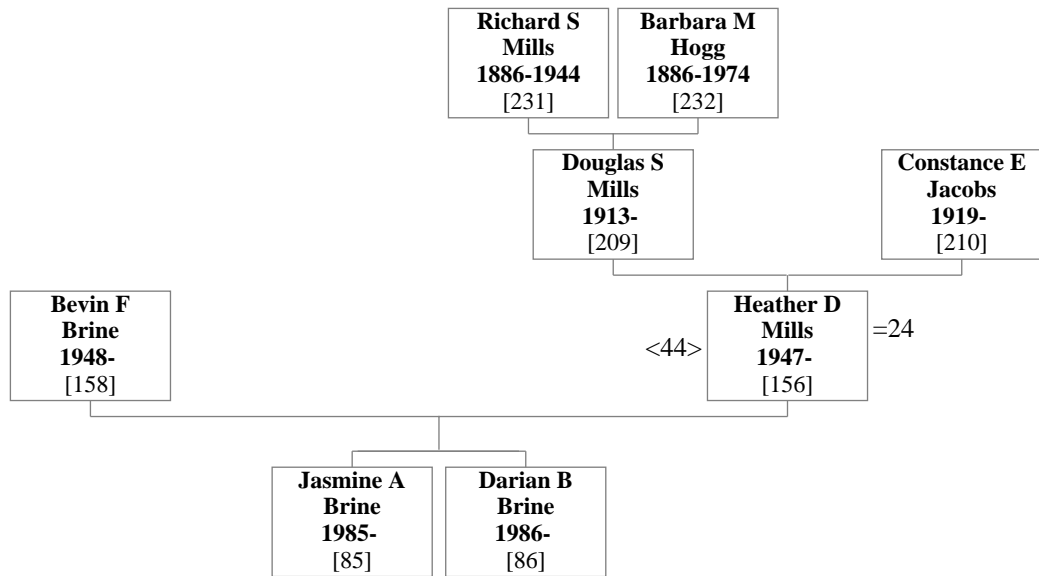 Richard S
Mills
1886-1944
[231]
Barbara M
Hogg
1886-1974
[232]
Douglas S
Mills
1913-
[209]
Constance E
Jacobs
1919-
[210]
Bevin F
Brine
1948-
[158]
<44>
Heather D
Mills
1947-
[156]
=24
Jasmine A
Brine
1985-
[85]
Darian B
Brine
1986-
[86]